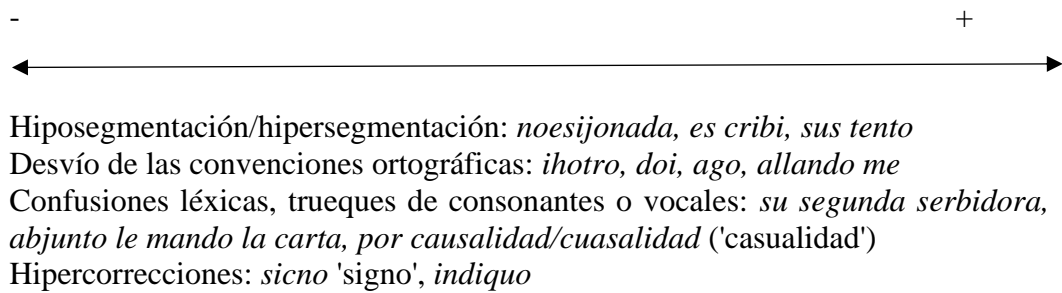 - +
Hiposegmentación/hipersegmentación: noesijonada, es cribi, sus tento
Desvío de las convenciones ortográficas: ihotro, doi, ago, allando me
Confusiones léxicas, trueques de consonantes o vocales: su segunda serbidora,
abjunto le mando la carta, por causalidad/cuasalidad ('casualidad')
Hipercorrecciones: sicno 'signo', indiquo